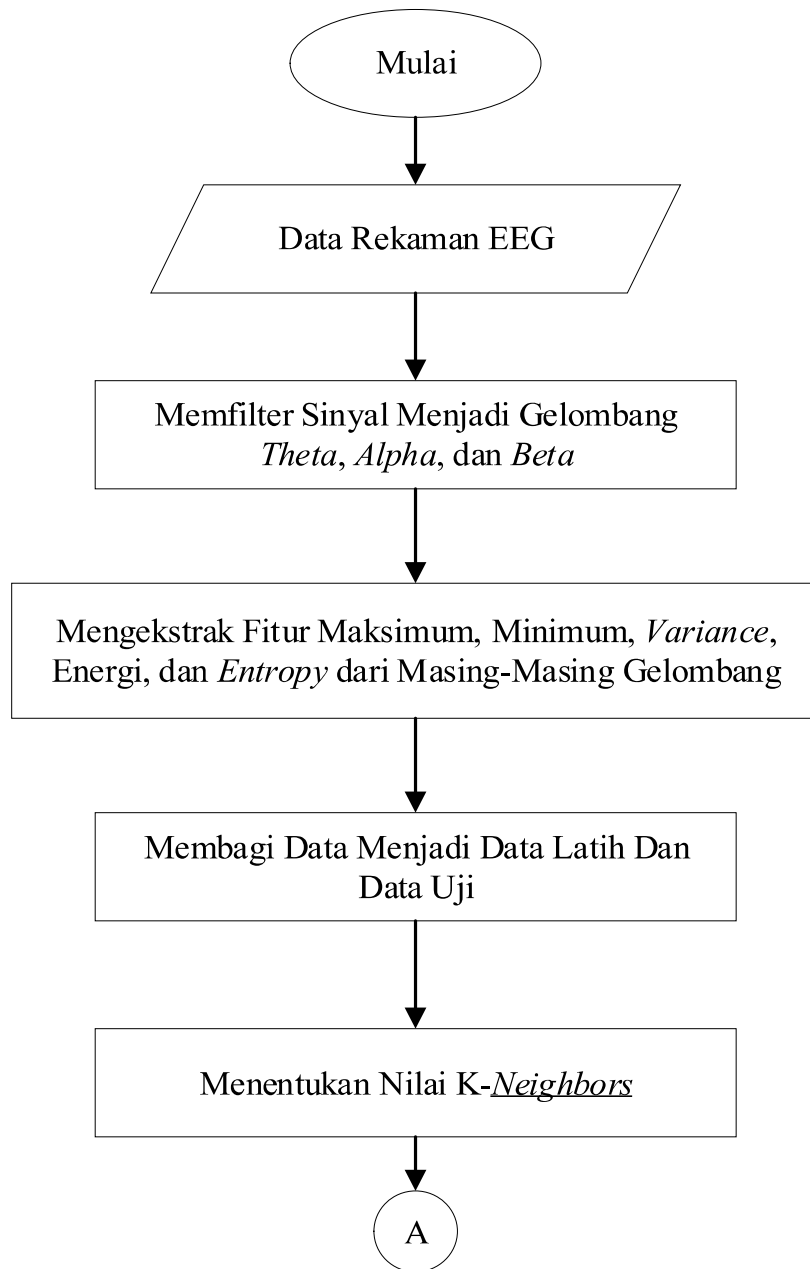 Mulai
Data Rekaman EEG
Memfilter Sinyal Menjadi Gelombang
Theta, Alpha, dan Beta
Mengekstrak Fitur Maksimum, Minimum, Variance,
Energi, dan Entropy dari Masing-Masing Gelombang
Membagi Data Menjadi Data Latih Dan
Data Uji
Menentukan Nilai K-Neighbors
A